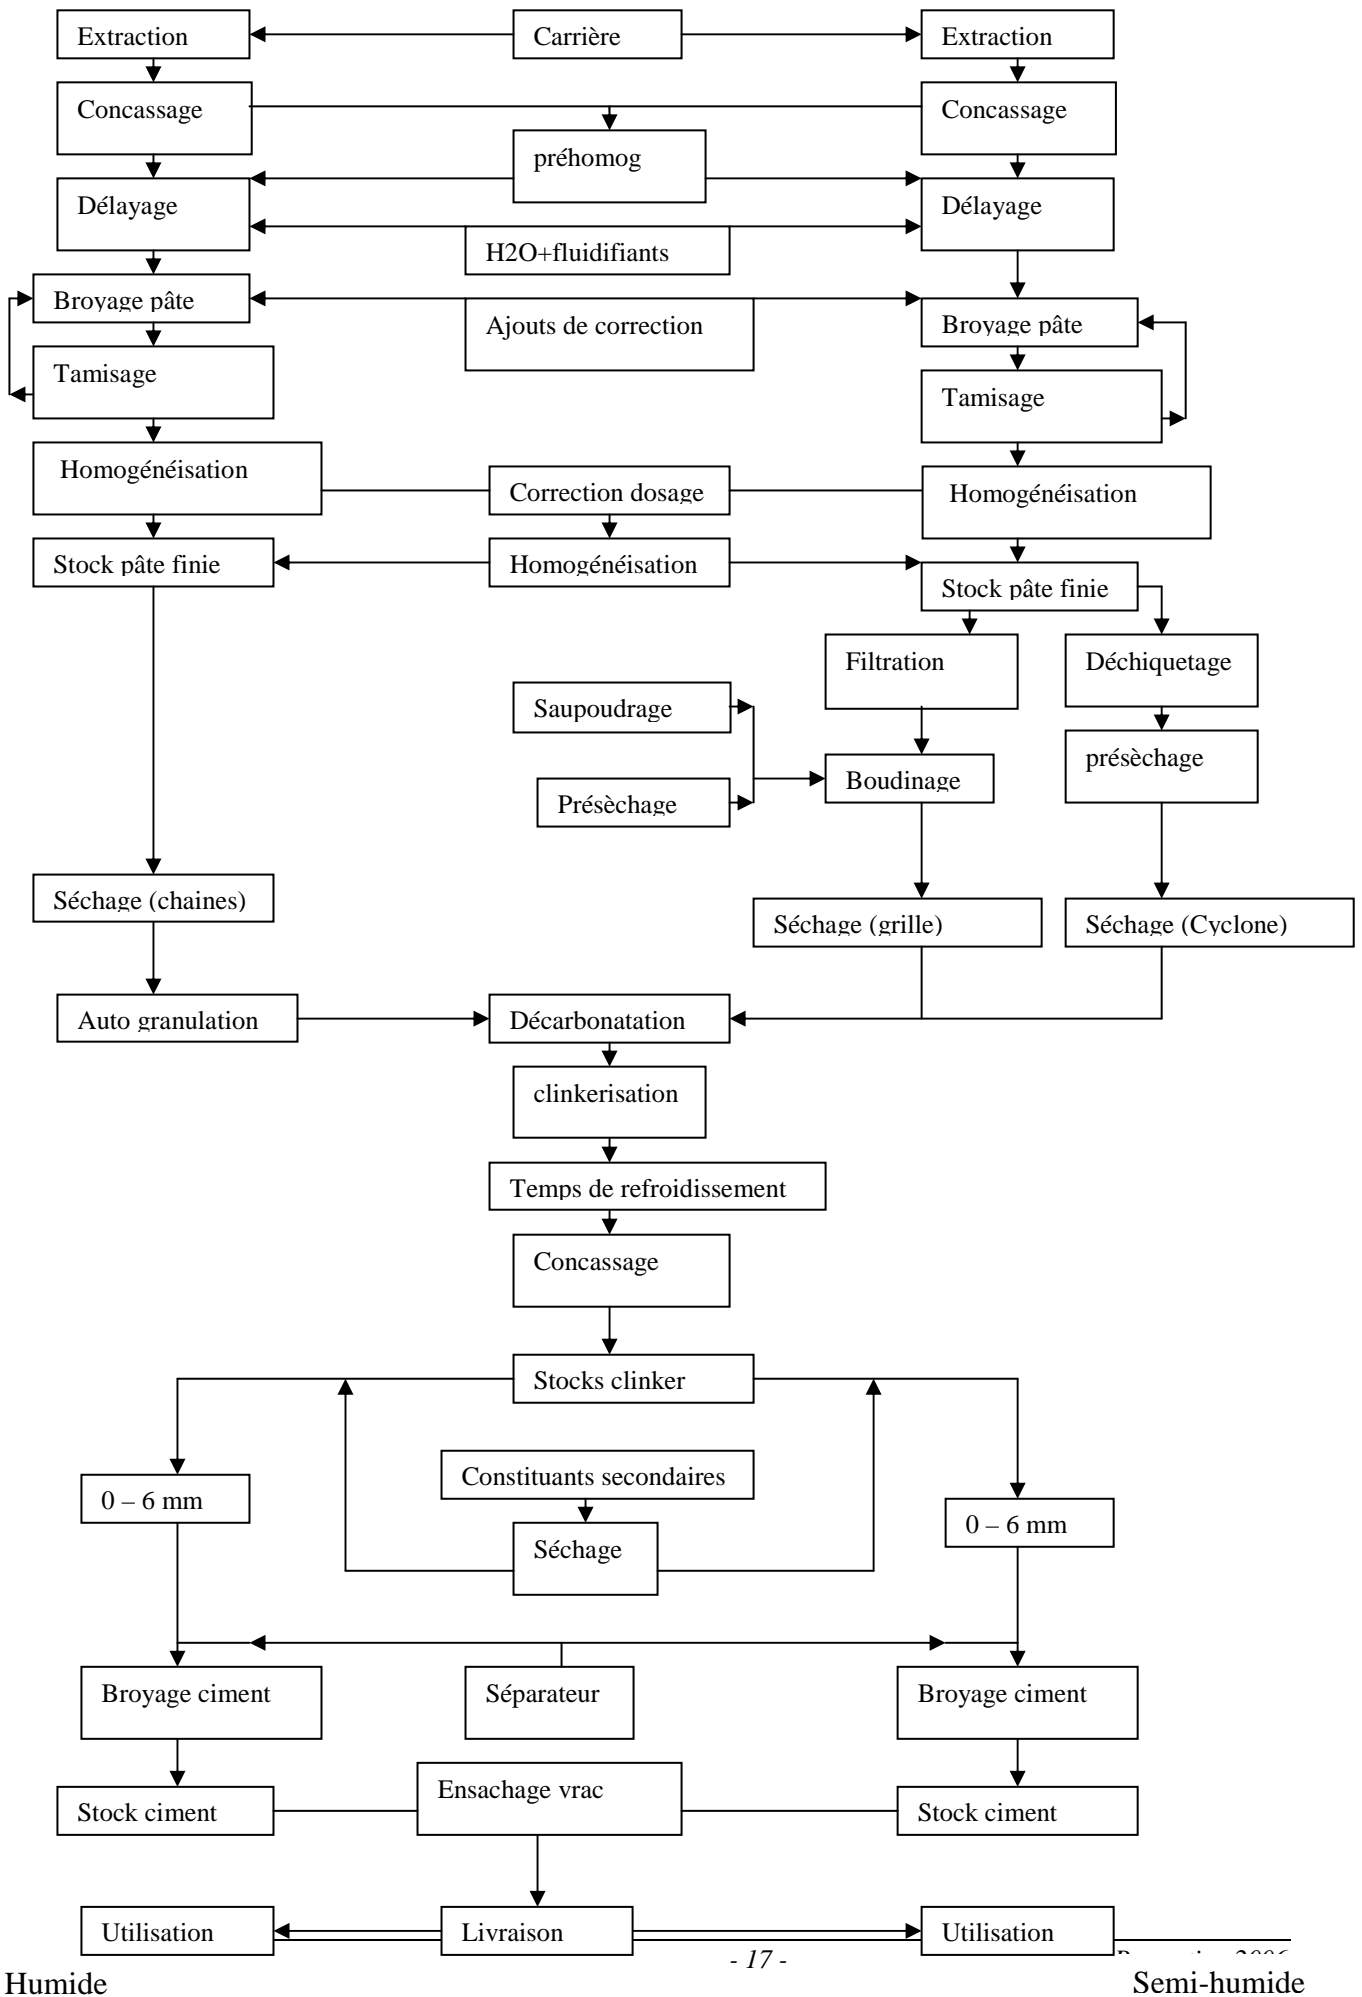 Extraction
Carrière
Extraction
Concassage
Concassage
préhomog
Délayage
Délayage
H2O+fluidifiants
Broyage pâte
Ajouts de correction
Broyage pâte
Tamisage
Tamisage
Homogénéisation
Correction dosage
Homogénéisation
Stock pâte finie
Homogénéisation
Stock pâte finie
Filtration
Déchiquetage
Saupoudrage
présèchage
Boudinage
Présèchage
Séchage (chaines)
Séchage (grille)
Séchage (Cyclone)
Auto granulation
Décarbonatation
clinkerisation
Temps de refroidissement
Concassage
Stocks clinker
Constituants secondaires
0 – 6 mm
0 – 6 mm
Séchage
Broyage ciment
Séparateur
Broyage ciment
Ensachage vrac
Stock ciment
Stock ciment
Utilisation
Livraison
Utilisation
- 17 -
2006
Humide
Semi-humide